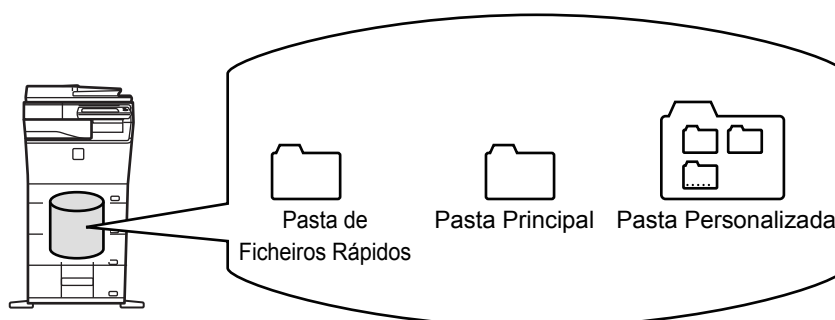 Pasta de
Ficheiros Rápidos
Pasta Principal
Pasta Personalizada